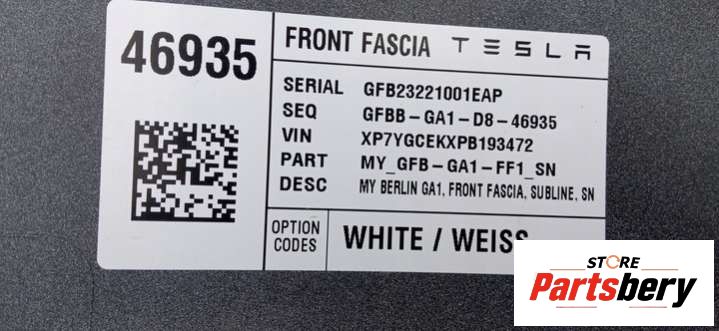 46935
FRONT FASCIA TESLA
SERIAL GFB23221001EAP
SEQ GFBB-GA1-D8-46935
VIN XP7YGCEKXPB193472
PART MY_GFB-GA1-FF1_SN
DESC MY BERLIN GA1, FRONT FASCIA, SUBLINE, SN
OPTION CODES WHITE / WEISS
STORE
Partsbery